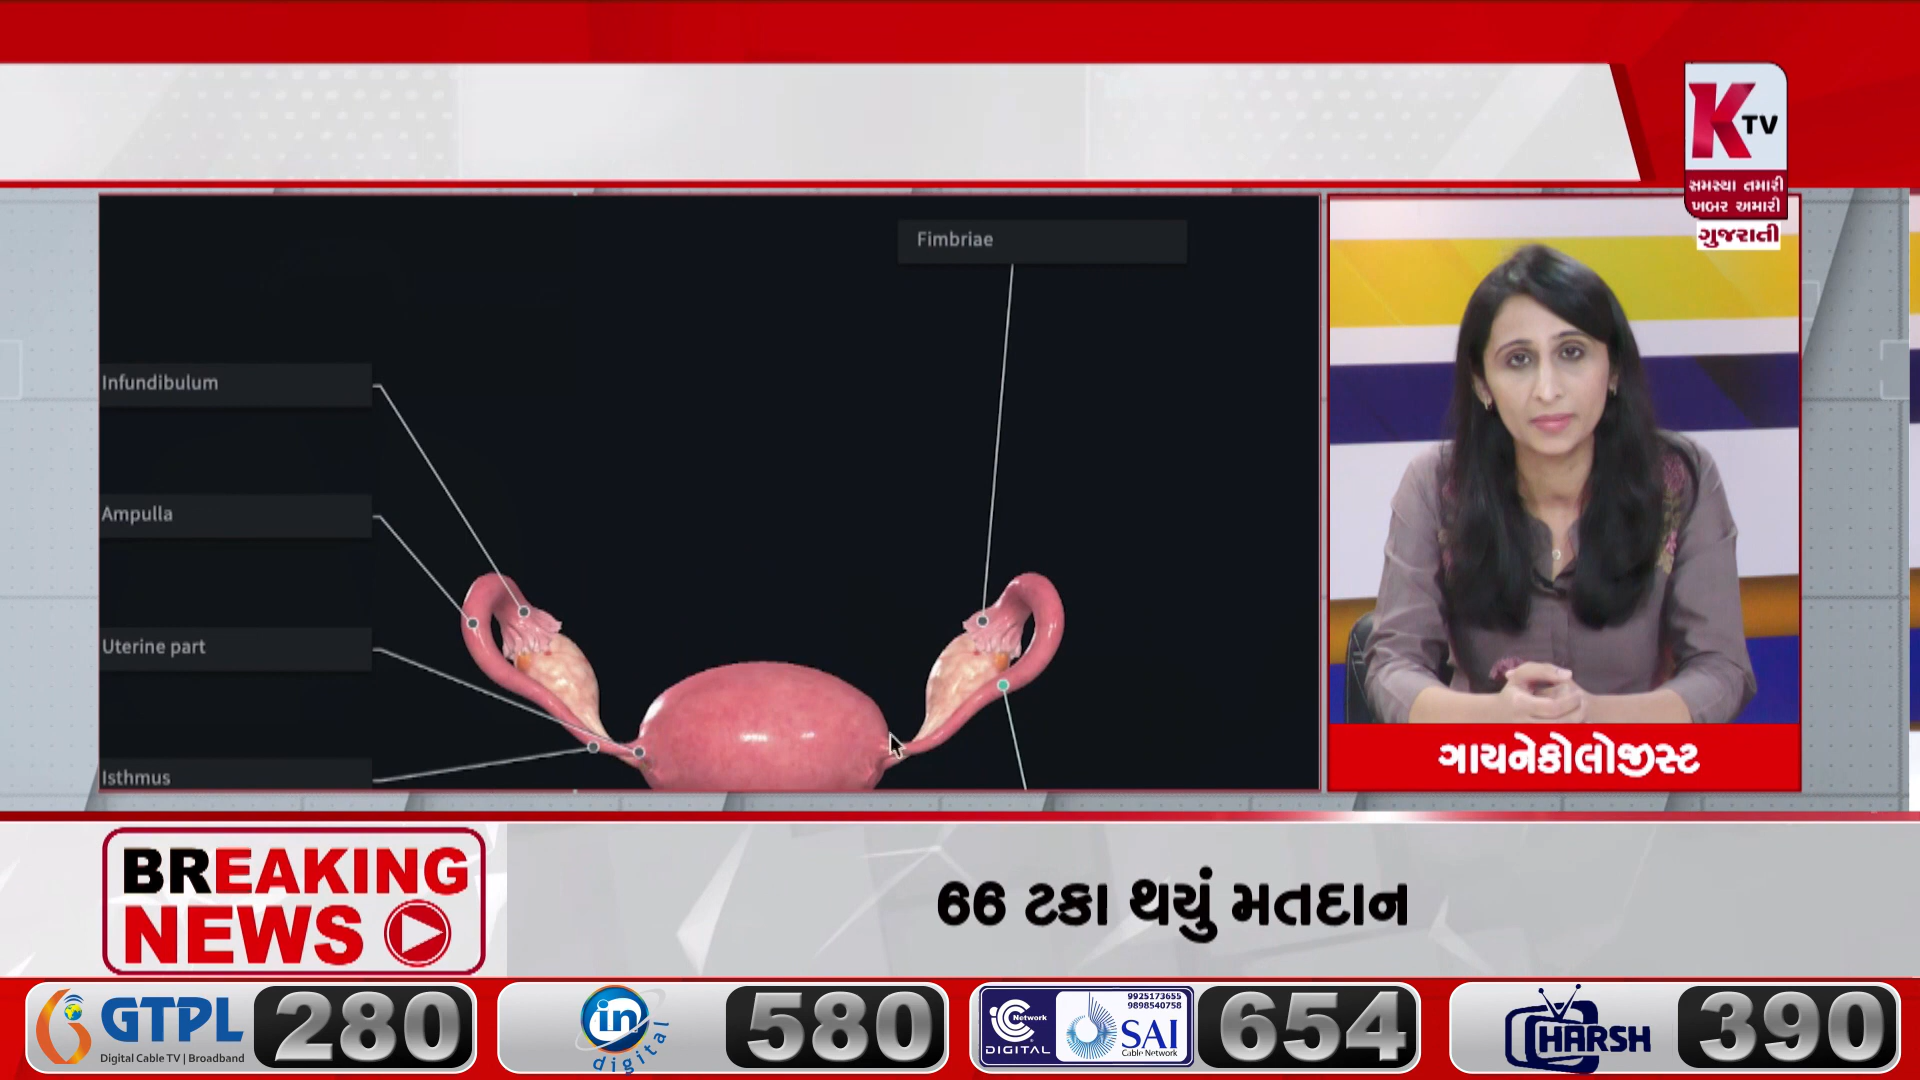 K TV
સમસ્યા તમારી
ખબર અમારી
ગુજરાતી
Fimbriae
Infundibulum
Ampulla
Uterine part
Isthmus
ગાયનેકોલોજીસ્ટ
BREAKING
NEWS
66 ટકા થયું મતદાન
GTPL
Digital Cable TV | Broadband
280
in
digital
580
Network
DIGITAL
9925173655
9898540758
SAI
Cable Network
654
HARSH
390